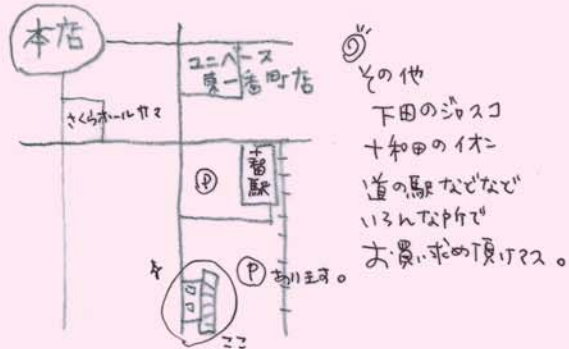 本店
ユニバース
東一番町店
さくらホールサマ
十和田駅
P
P あります。
ここ
その他
下田のジャスコ
十和田のイオン
道の駅などなど
いろんな所で
お買い求め頂けマス。